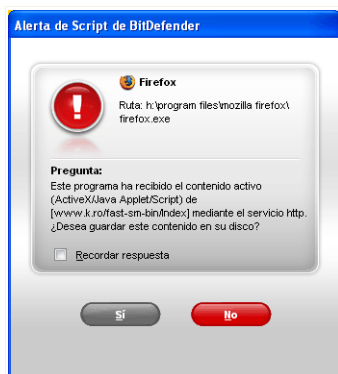 Alerta de Script de BitDefender
Firefox
Ruta: h:\program files\mozilla firefox\
firefox.exe
Pregunta:
Este programa ha recibido el contenido activo
(ActiveX/Java Applet/Script) de
[www.k.ro/fast-sm-bin/Index] mediante el servicio http.
¿Desea guardar este contenido en su disco?
Recordar respuesta
Sí
No